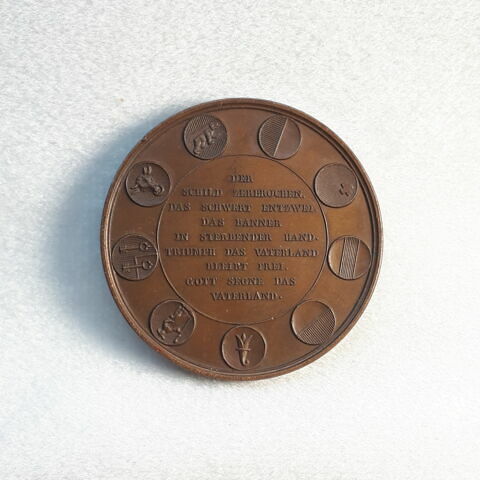 DER
SCHILD ZERBROCHEN.
DAS SCHWERT ENTZWEI.
DAS BANNER
IN STERBENDER HAND.
TRIUMPH DAS VATERLAND
BLEIBT FREI.
GOTT SEGNE DAS
VATERLAND.